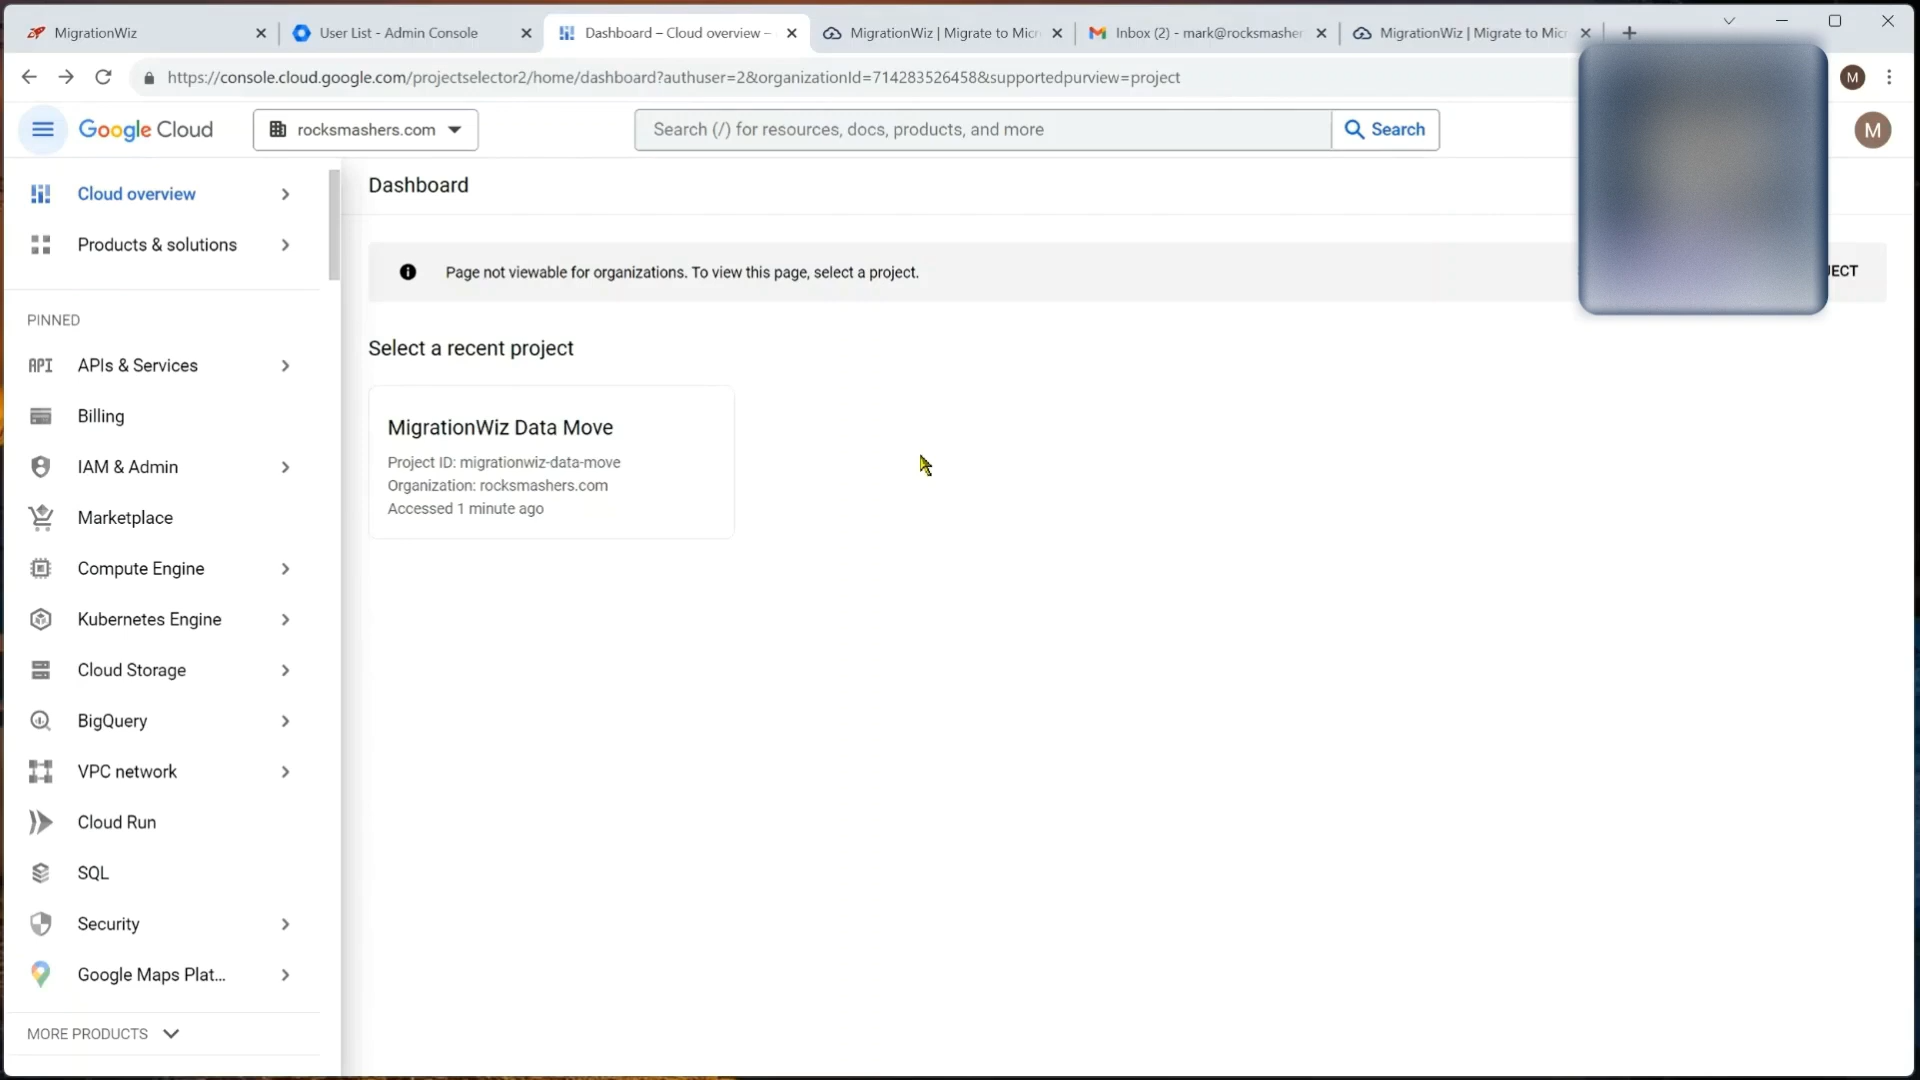 MigrationWiz
User List - Admin Console
Dashboard – Cloud overview –
MigrationWiz | Migrate to Micr
Inbox (2) - mark@rocksmasher
MigrationWiz | Migrate to Micr
https://console.cloud.google.com/projectselector2/home/dashboard?authuser=2&organizationId=714283526458&supportedpurview=project
M
Google Cloud
rocksmashers.com
Search (/) for resources, docs, products, and more
Search
M
Cloud overview
Products & solutions
PINNED
API APIs & Services
Billing
IAM & Admin
Marketplace
Compute Engine
Kubernetes Engine
Cloud Storage
BigQuery
VPC network
Cloud Run
SQL
Security
Google Maps Plat...
MORE PRODUCTS
Dashboard
Page not viewable for organizations. To view this page, select a project.
JECT
Select a recent project
MigrationWiz Data Move
Project ID: migrationwiz-data-move
Organization: rocksmashers.com
Accessed 1 minute ago